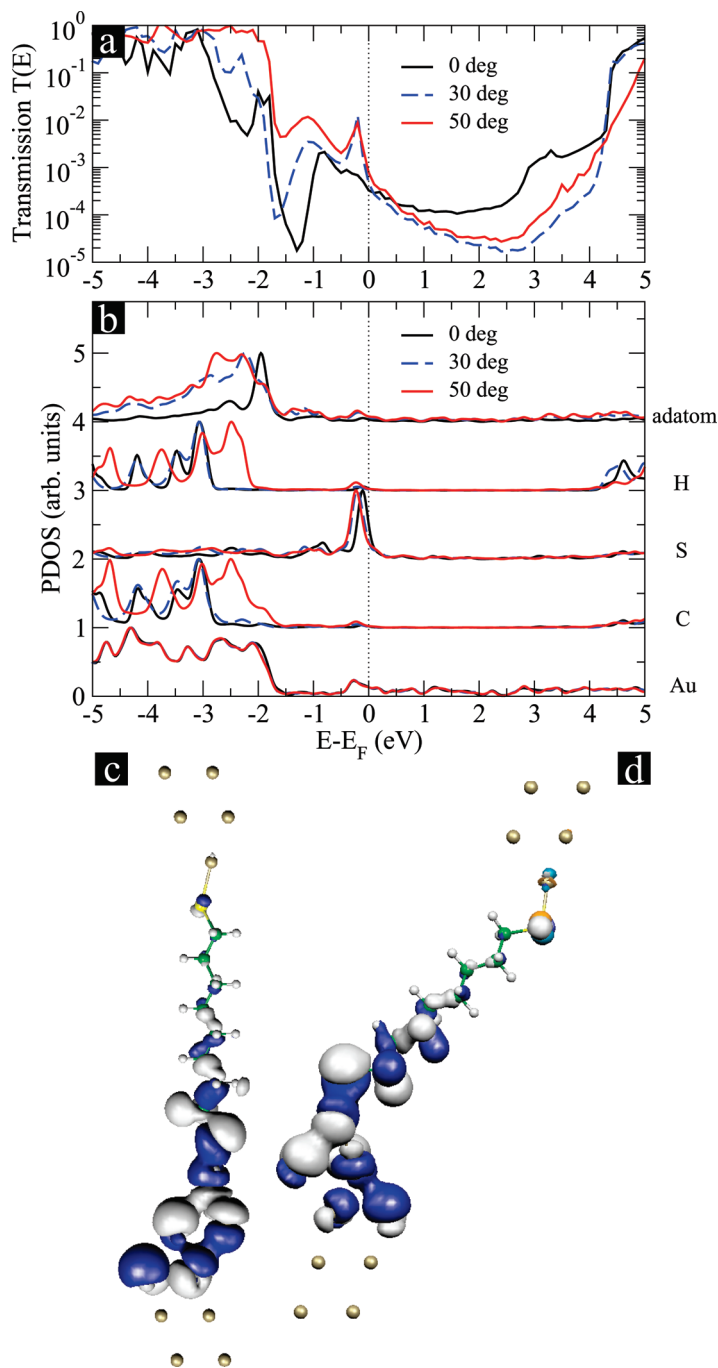 a
Transmission T(E)
10^0
10^-1
10^-2
10^-3
10^-4
10^-5
0 deg
30 deg
50 deg
-5 -4 -3 -2 -1 0 1 2 3 4 5
b
PDOS (arb. units)
5
4
3
2
1
0
0 deg
30 deg
50 deg
adatom
H
S
C
Au
-5 -4 -3 -2 -1 0 1 2 3 4 5
E-E_F (eV)
c
d